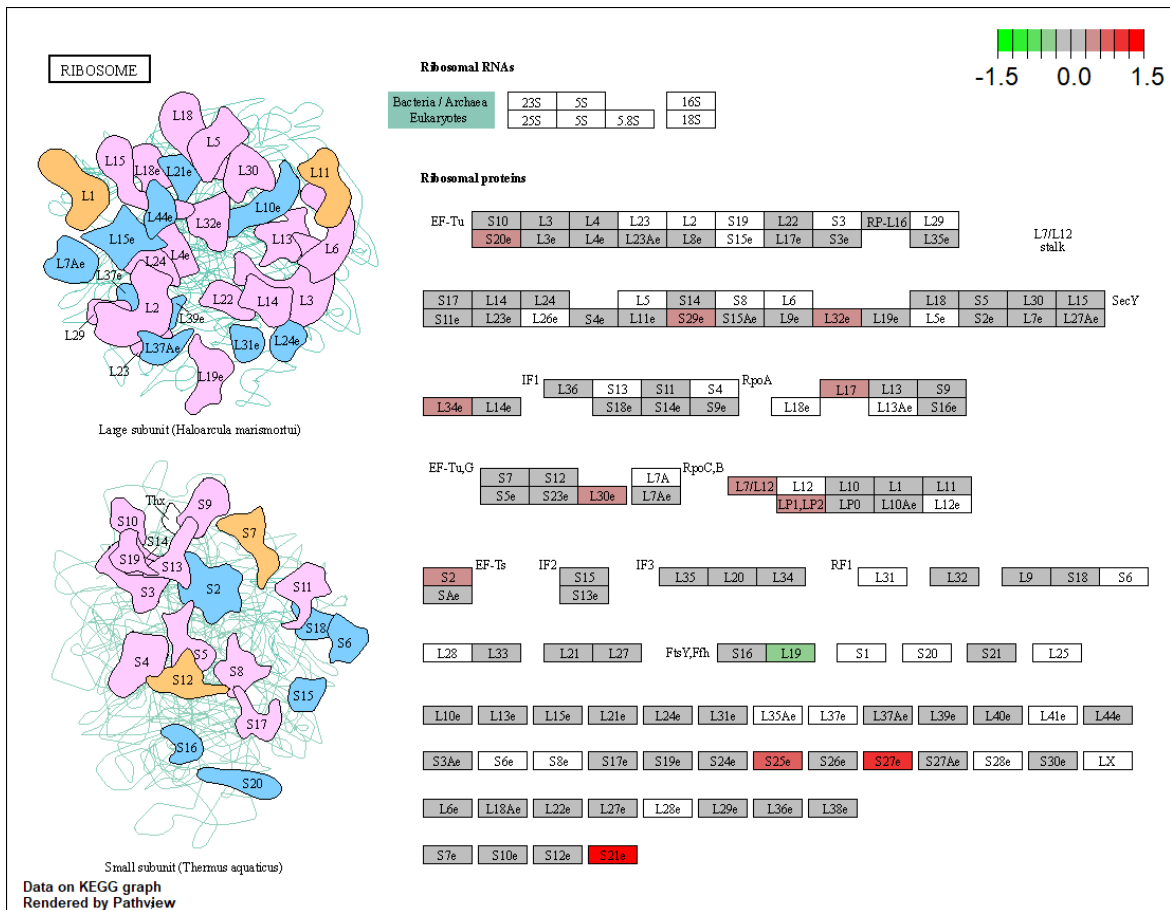 RIBOSOME
-1.5 0.0 1.5
Ribosomal RNAs
Bacteria / Archaea 23S 5S 16S
Eukaryotes 25S 5S 5.8S 18S
Ribosomal proteins
EF-Tu S10 L3 L4 L23 L2 S19 L22 S3 RP-L16 L29
S20e L3e L4e L23Ae L8e S15e L17e S3e L35e
L7/L12
stalk
S17 L14 L24 L5 S14 S8 L6 L18 S5 L30 L15 SecY
S11e L23e L26e S4e L11e S29e S15Ae L9e L32e L19e L5e S2e L7e L27Ae
IF1 L36 S13 S11 S4 RpoA L17 L13 S9
L34e L14e S18e S14e S9e L18e L13Ae S16e
EF-Tu,G S7 S12 L7A RpoC,B L7/L12 L12 L10 L1 L11
S5e S23e L30e L7Ae LP1,LP2 LP0 L10Ae L12e
S2 EF-Ts IF2 S15 IF3 L35 L20 L34 RF1 L31 L32 L9 S18 S6
SAe S13e
L28 L33 L21 L27 FtsY,Ffh S16 L19 S1 S20 S21 L25
L10e L13e L15e L21e L24e L31e L35Ae L37e L37Ae L39e L40e L41e L44e
S3Ae S6e S8e S17e S19e S24e S25e S26e S27e S27Ae S28e S30e LX
L6e L18Ae L22e L27e L28e L29e L36e L38e
S7e S10e S12e S21e
L18
L5
L15
L18e
L21e
L30
L11
L1
L44e
L10e
L32e
L15e
L13
L6
L7Ae
L24
L4e
L37e
L2
L22
L14
L3
L39e
L29
L37Ae
L31e
L24e
L23
L19e
Large subunit (Haloarcula marismortui)
Thx
S9
S10
S14
S7
S19
S13
S3
S2
S11
S18
S6
S4
S5
S8
S12
S15
S17
S16
S20
Small subunit (Thermus aquaticus)
Data on KEGG graph
Rendered by Pathview